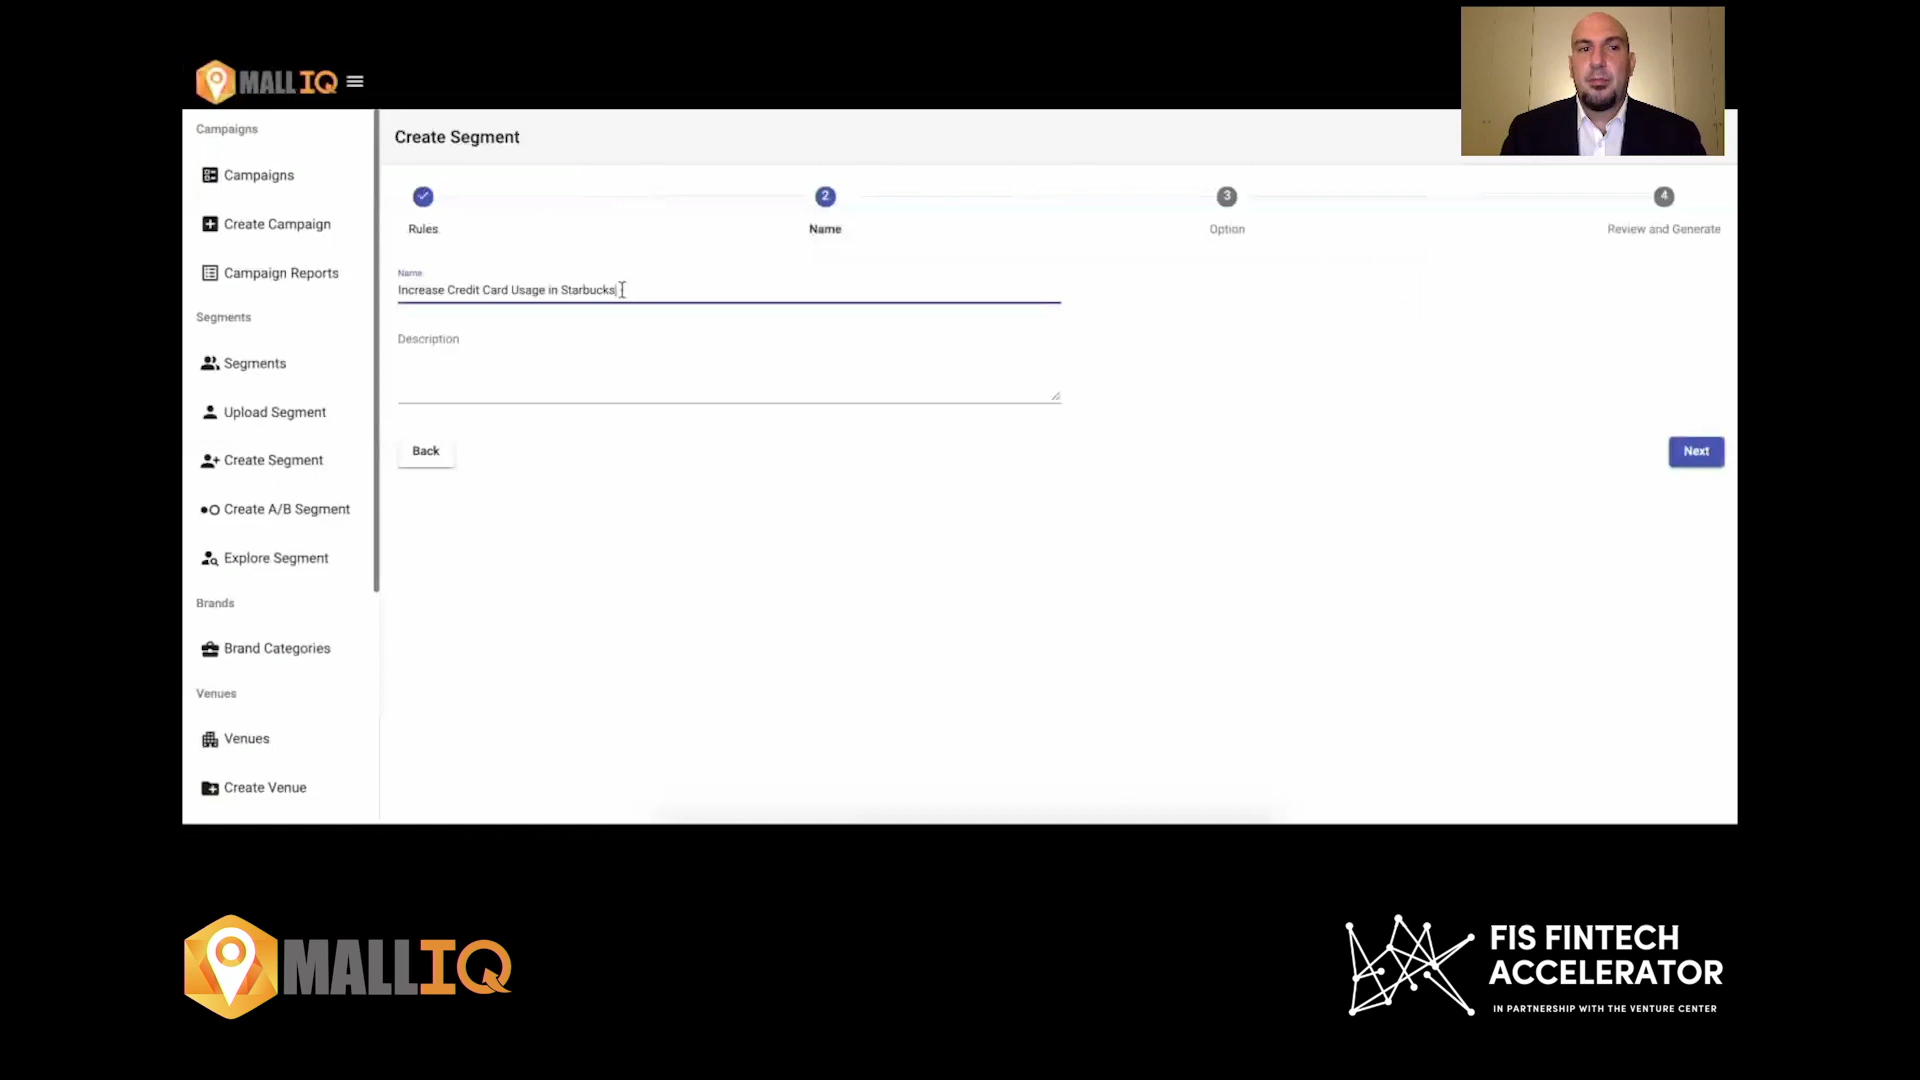 MALL IQ
Campaigns
Campaigns
Create Campaign
Campaign Reports
Segments
Segments
Upload Segment
Create Segment
Create A/B Segment
Explore Segment
Brands
Brand Categories
Venues
Venues
Create Venue
Create Segment
2
3
4
Rules
Name
Option
Review and Generate
Name
Increase Credit Card Usage in Starbucks
Description
Back
Next
MALL IQ
FIS FINTECH
ACCELERATOR
IN PARTNERSHIP WITH THE VENTURE CENTER